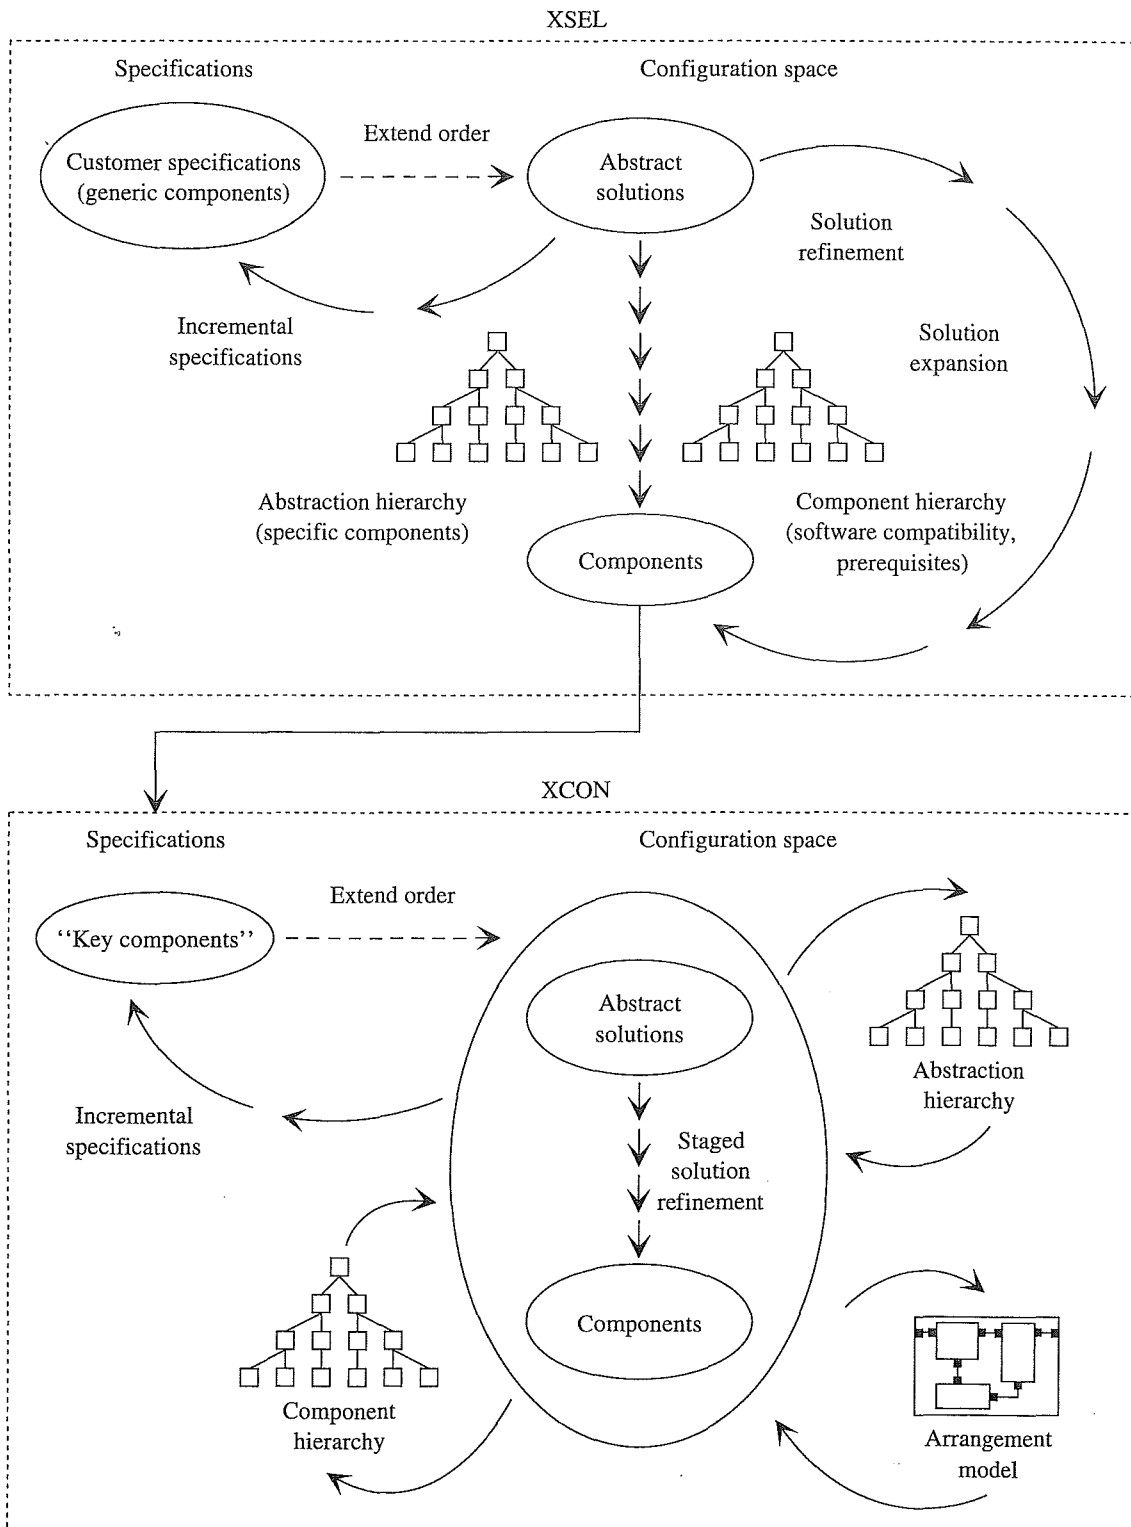 XSEL
Specifications
Configuration space
Extend order
Customer specifications
(generic components)
Abstract
solutions
Solution
refinement
Incremental
specifications
Solution
expansion
Abstraction hierarchy
(specific components)
Component hierarchy
(software compatibility,
prerequisites)
Components
XCON
Specifications
Configuration space
Extend order
‘‘Key components’’
Abstract
solutions
Abstraction
hierarchy
Incremental
specifications
Staged
solution
refinement
Components
Component
hierarchy
Arrangement
model